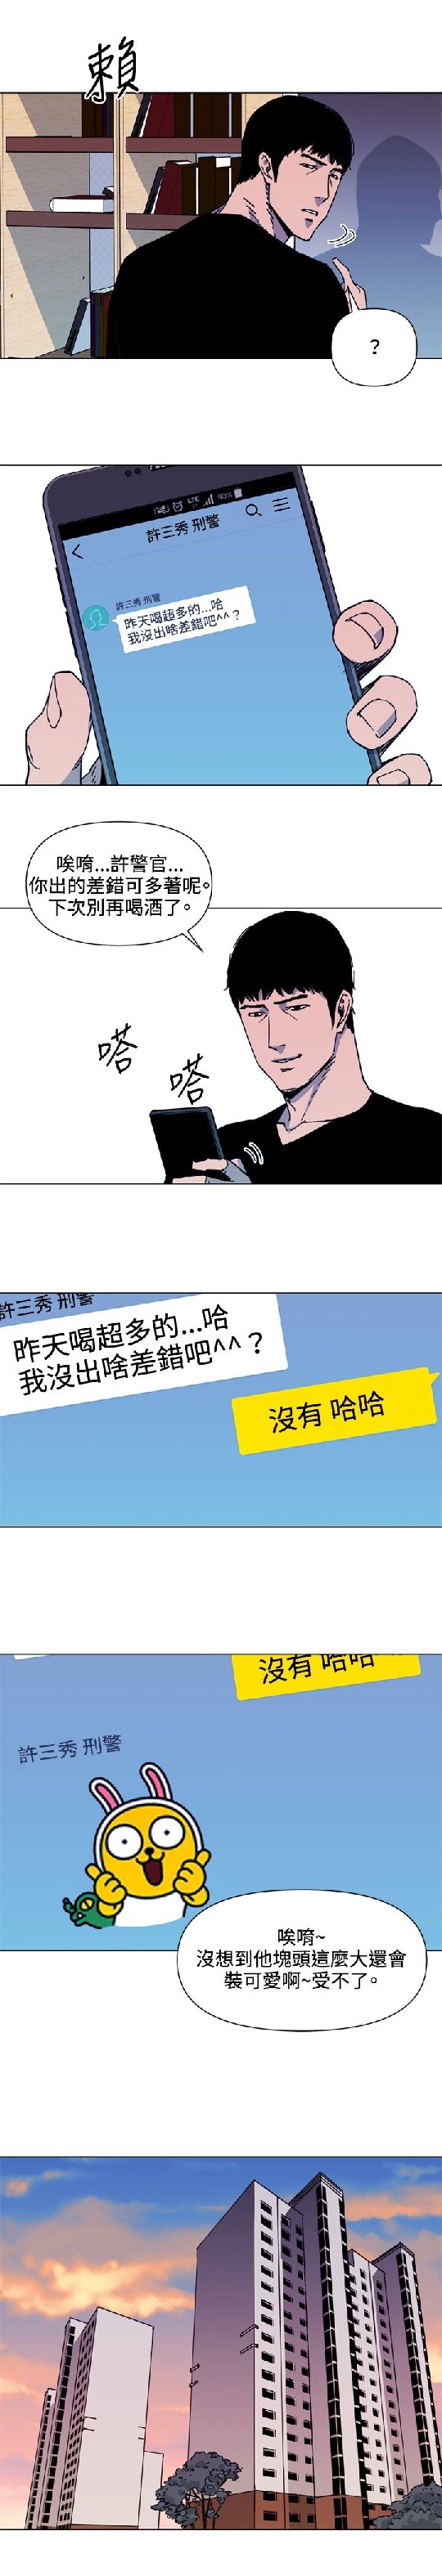 賴
?
LTE 90%
許三秀 刑警
許三秀 刑警
昨天喝超多的...哈
我沒出啥差錯吧^^?
唉唷...許警官...
你出的差錯可多著呢。
下次別再喝酒了。
嗒
嗒
許三秀 刑警
昨天喝超多的...哈
我沒出啥差錯吧^^?
沒有 哈哈
沒有 哈哈
許三秀 刑警
唉唷~
沒想到他塊頭這麼大還會
裝可愛啊~受不了。